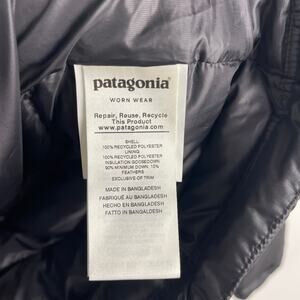 patagonia®
WORN WEAR
Repair, Reuse, Recycle
This Product
www.patagonia.com
SHELL:
100% RECYCLED POLYESTER
LINING:
100% RECYCLED POLYESTER
INSULATION:GOOSEDOWN
90% MINIMUM DOWN, 10%
FEATHERS
EXCLUSIVE OF TRIM
MADE IN BANGLADESH
FABRIQUÉ AU BANGLADESH
HECHO EN BANGLADESH
FATTO IN BANGLADESH